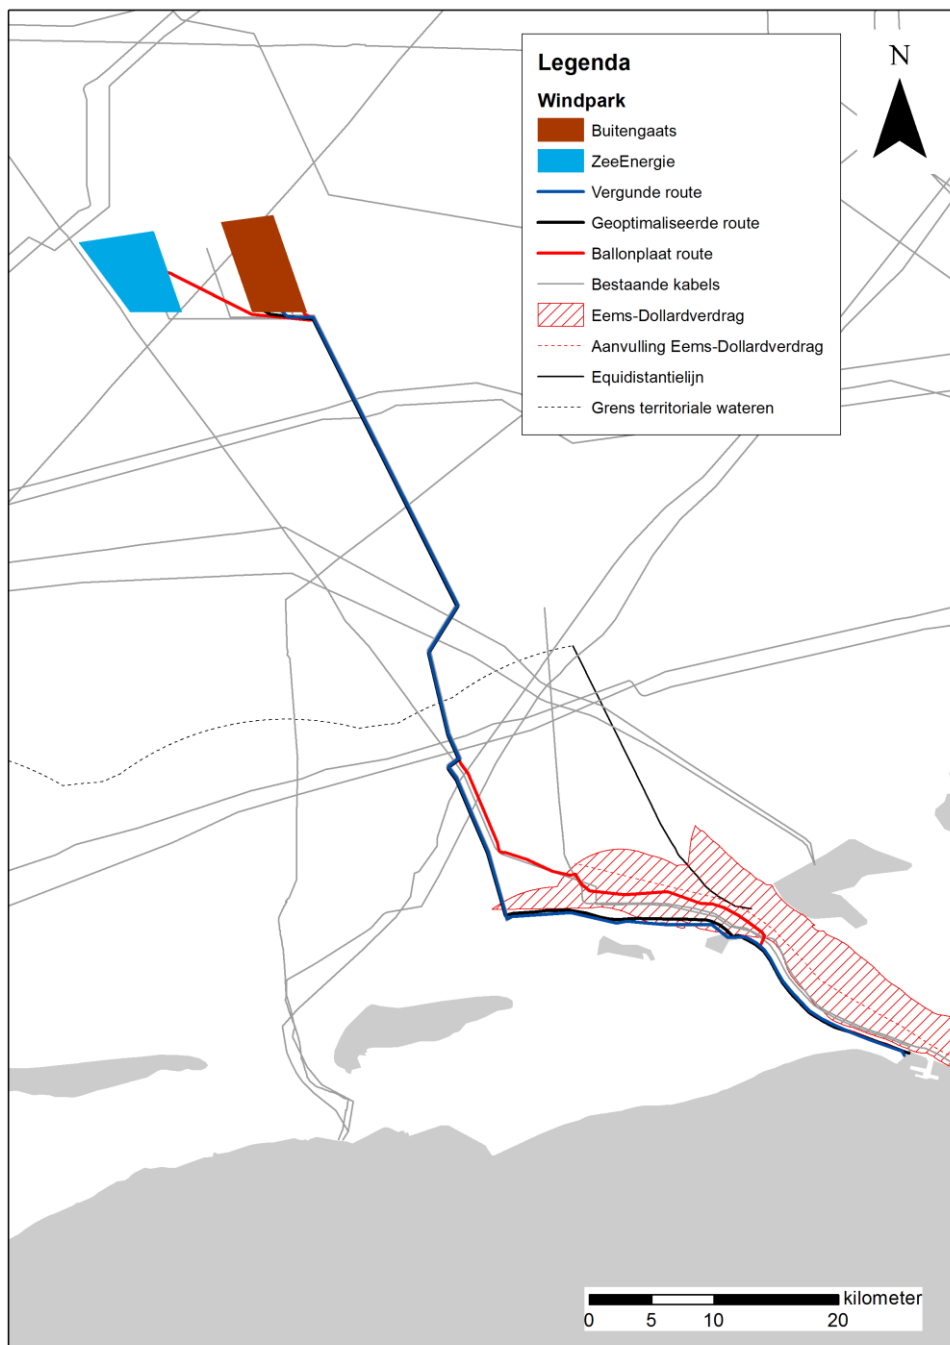 Legenda
Windpark
Buitengaats
ZeeEnergie
Vergunde route
Geoptimaliseerde route
Ballonplaat route
Bestaande kabels
Eems-Dollardverdrag
Aanvulling Eems-Dollardverdrag
Equidistantielijn
Grens territoriale wateren
N
kilometer
0 5 10 20